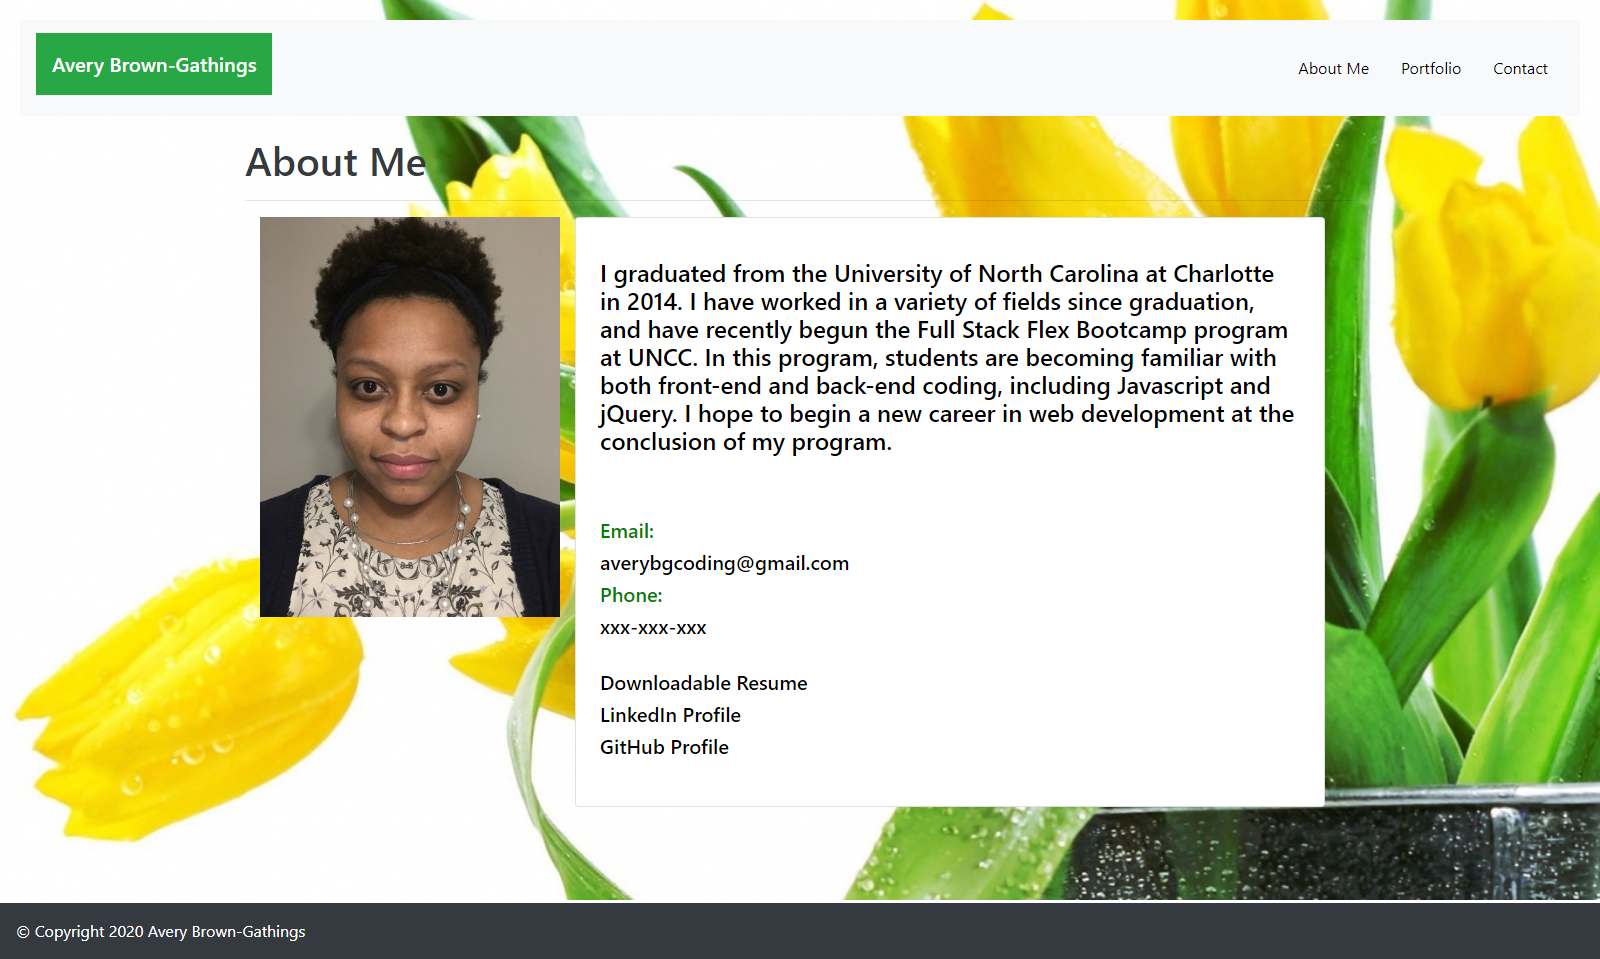 Avery Brown-Gathings
About Me
Portfolio
Contact
About Me
I graduated from the University of North Carolina at Charlotte
in 2014. I have worked in a variety of fields since graduation,
and have recently begun the Full Stack Flex Bootcamp program
at UNCC. In this program, students are becoming familiar with
both front-end and back-end coding, including Javascript and
jQuery. I hope to begin a new career in web development at the
conclusion of my program.
Email:
averybgcoding@gmail.com
Phone:
xxx-xxx-xxx
Downloadable Resume
LinkedIn Profile
GitHub Profile
© Copyright 2020 Avery Brown-Gathings